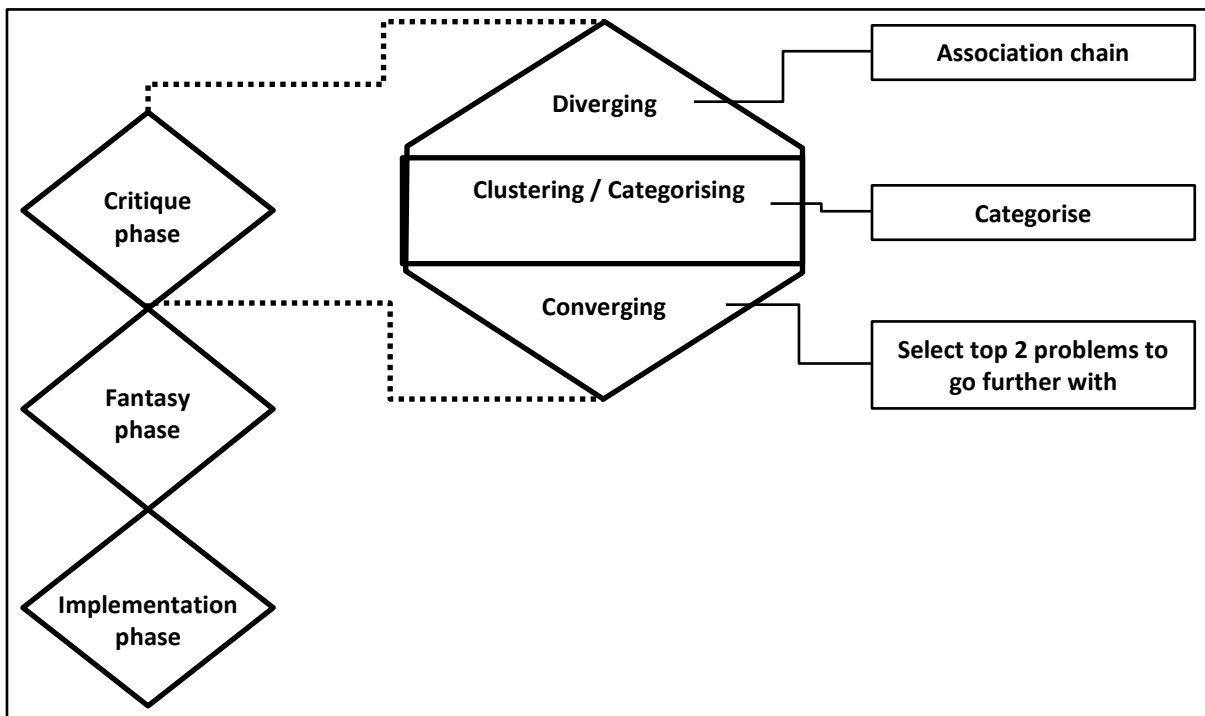 Critique
phase
Fantasy
phase
Implementation
phase
Diverging
Clustering / Categorising
Converging
Association chain
Categorise
Select top 2 problems to
go further with